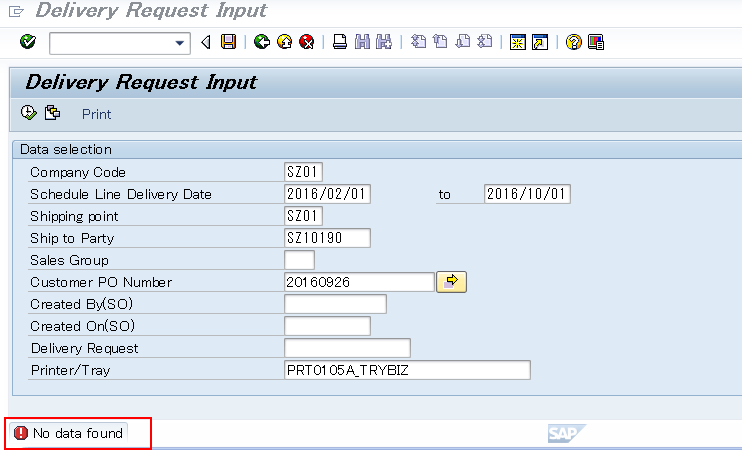 Delivery Request Input
Delivery Request Input
Print
Data selection
Company Code SZ01
Schedule Line Delivery Date 2016/02/01 to 2016/10/01
Shipping point SZ01
Ship to Party SZ10190
Sales Group
Customer PO Number 20160926
Created By(SO)
Created On(SO)
Delivery Request
Printer/Tray PRT0105A_TRYBIZ
No data found
SAP